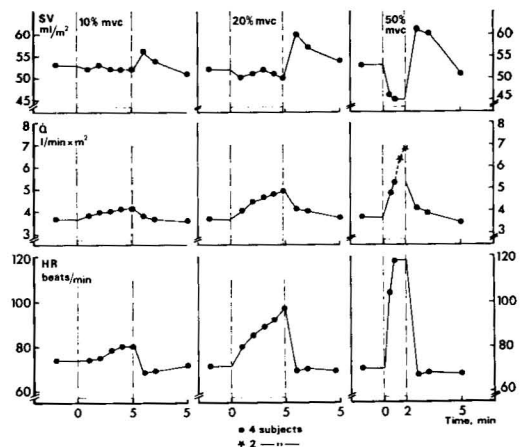 SV
ml/m²
10% mvc
20% mvc
50% mvc
60
55
50
45
60
55
50
45
Q̇
l/min×m²
7
6
5
4
3
8
7
6
5
4
3
HR
beats/min
120
100
80
60
120
100
80
60
0 5 5 0 5 5 0 2 5
Time, min
● 4 subjects
* 2 —"—